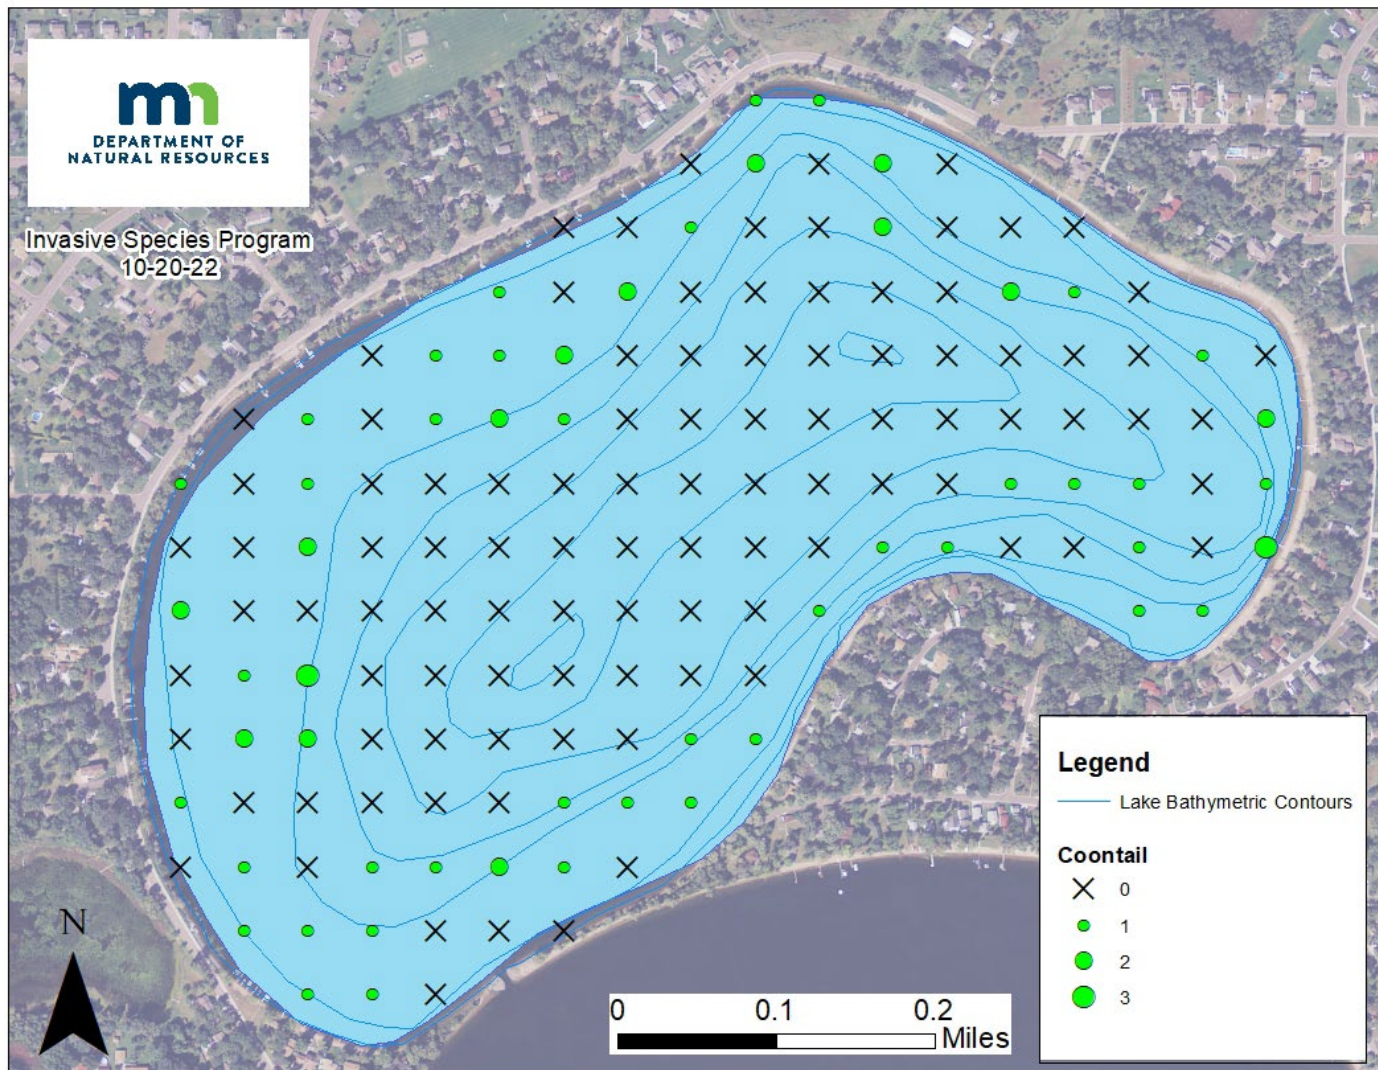 DEPARTMENT OF
NATURAL RESOURCES
Invasive Species Program
10-20-22
N
0 0.1 0.2
Miles
Legend
Lake Bathymetric Contours
Coontail
0
1
2
3